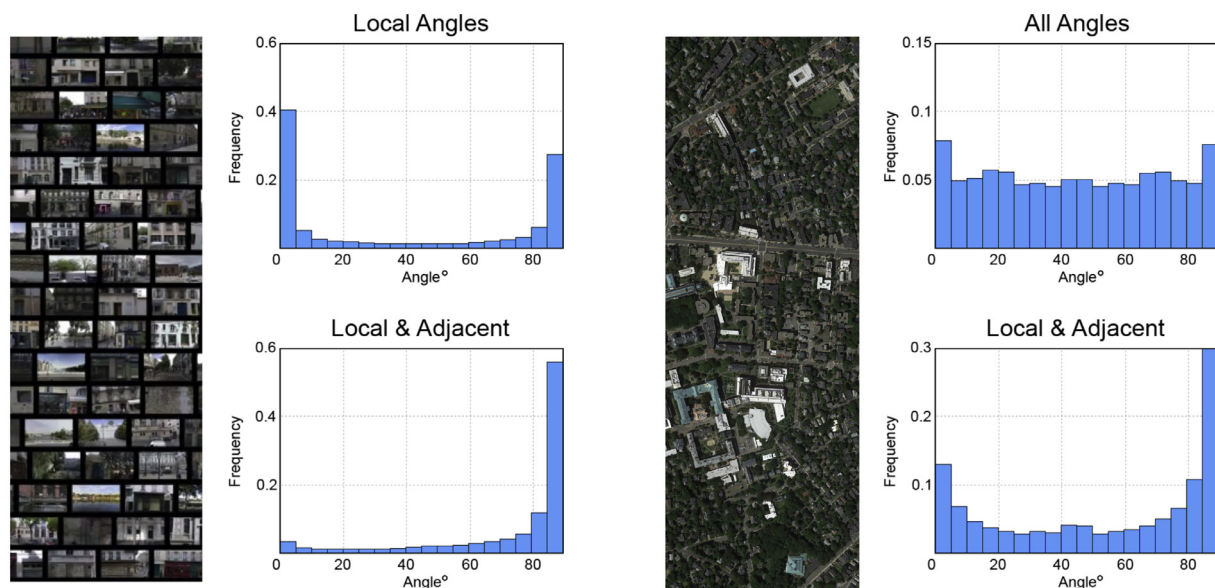 Local Angles
0.6
0.4
0.2
Frequency
0 20 40 60 80
Angle°
Local & Adjacent
0.6
0.4
0.2
Frequency
0 20 40 60 80
Angle°
All Angles
0.15
0.1
0.05
Frequency
0 20 40 60 80
Angle°
Local & Adjacent
0.3
0.2
0.1
Frequency
0 20 40 60 80
Angle°